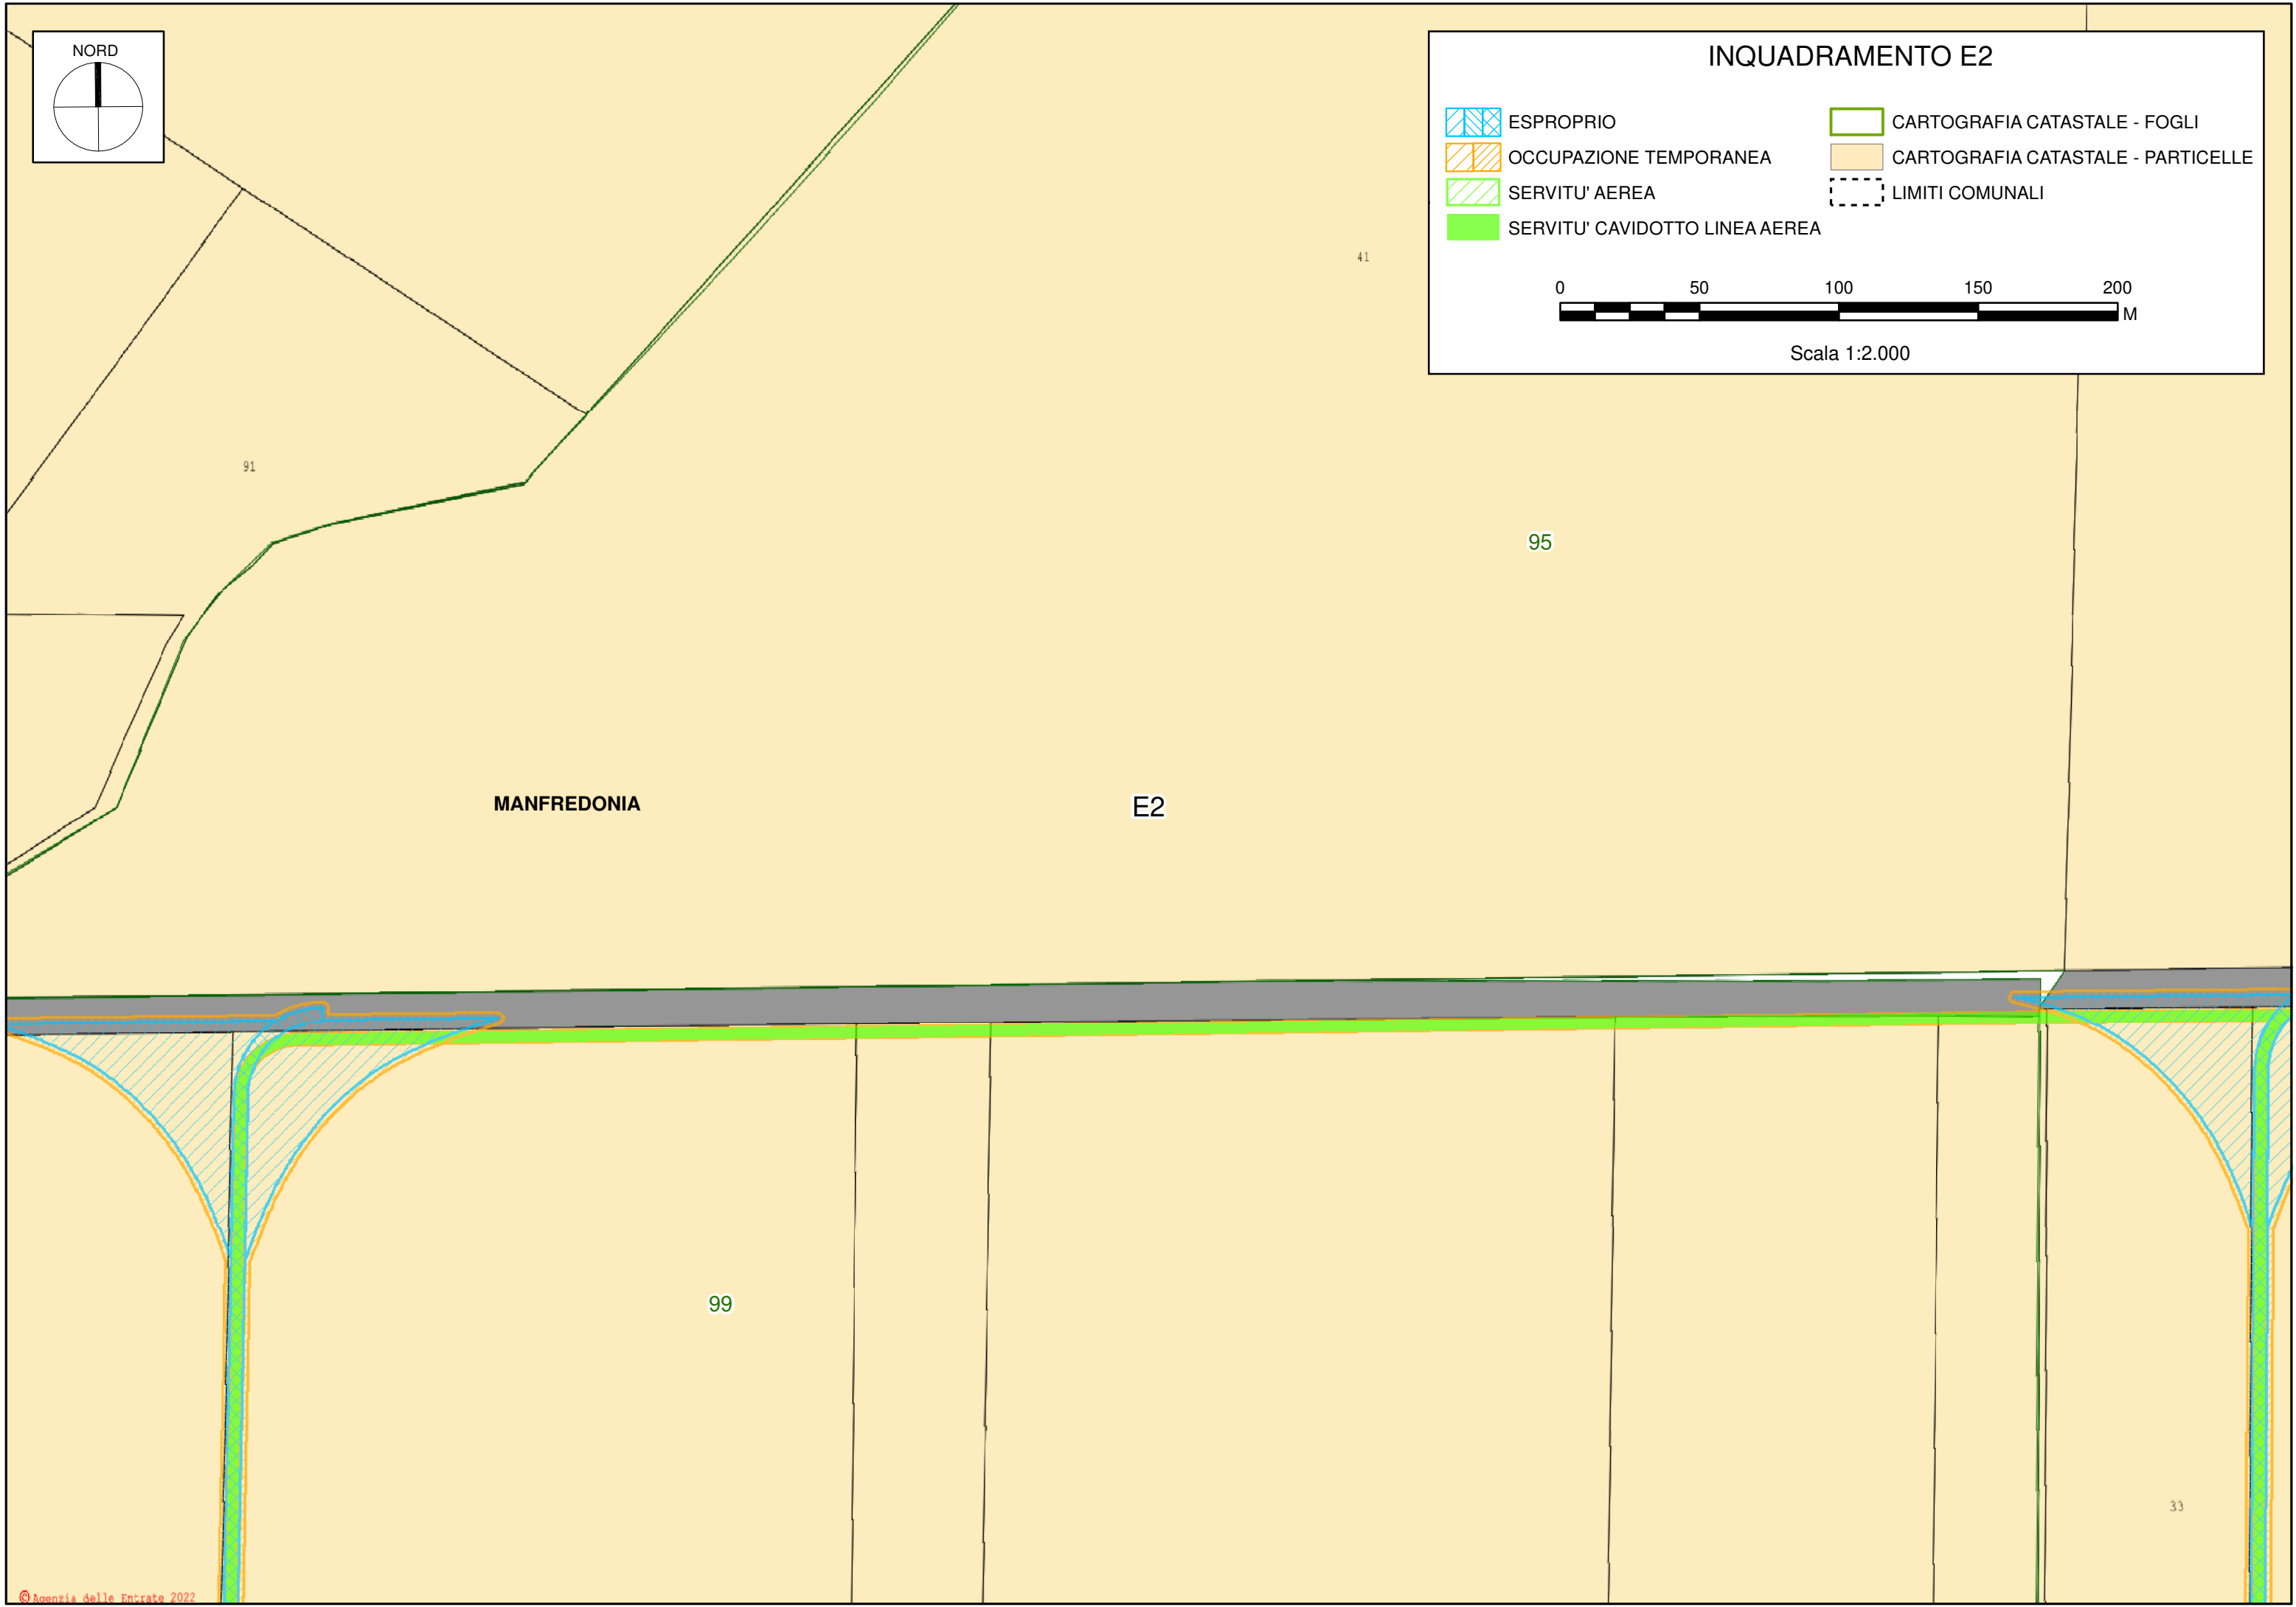 NORD
INQUADRAMENTO E2
ESPROPRIO
OCCUPAZIONE TEMPORANEA
SERVITU' AEREA
SERVITU' CAVIDOTTO LINEA AEREA
CARTOGRAFIA CATASTALE - FOGLI
CARTOGRAFIA CATASTALE - PARTICELLE
LIMITI COMUNALI
0 50 100 150 200
M
Scala 1:2.000
41
91
95
MANFREDONIA
E2
99
33
© Agenzia delle Entrate 2022